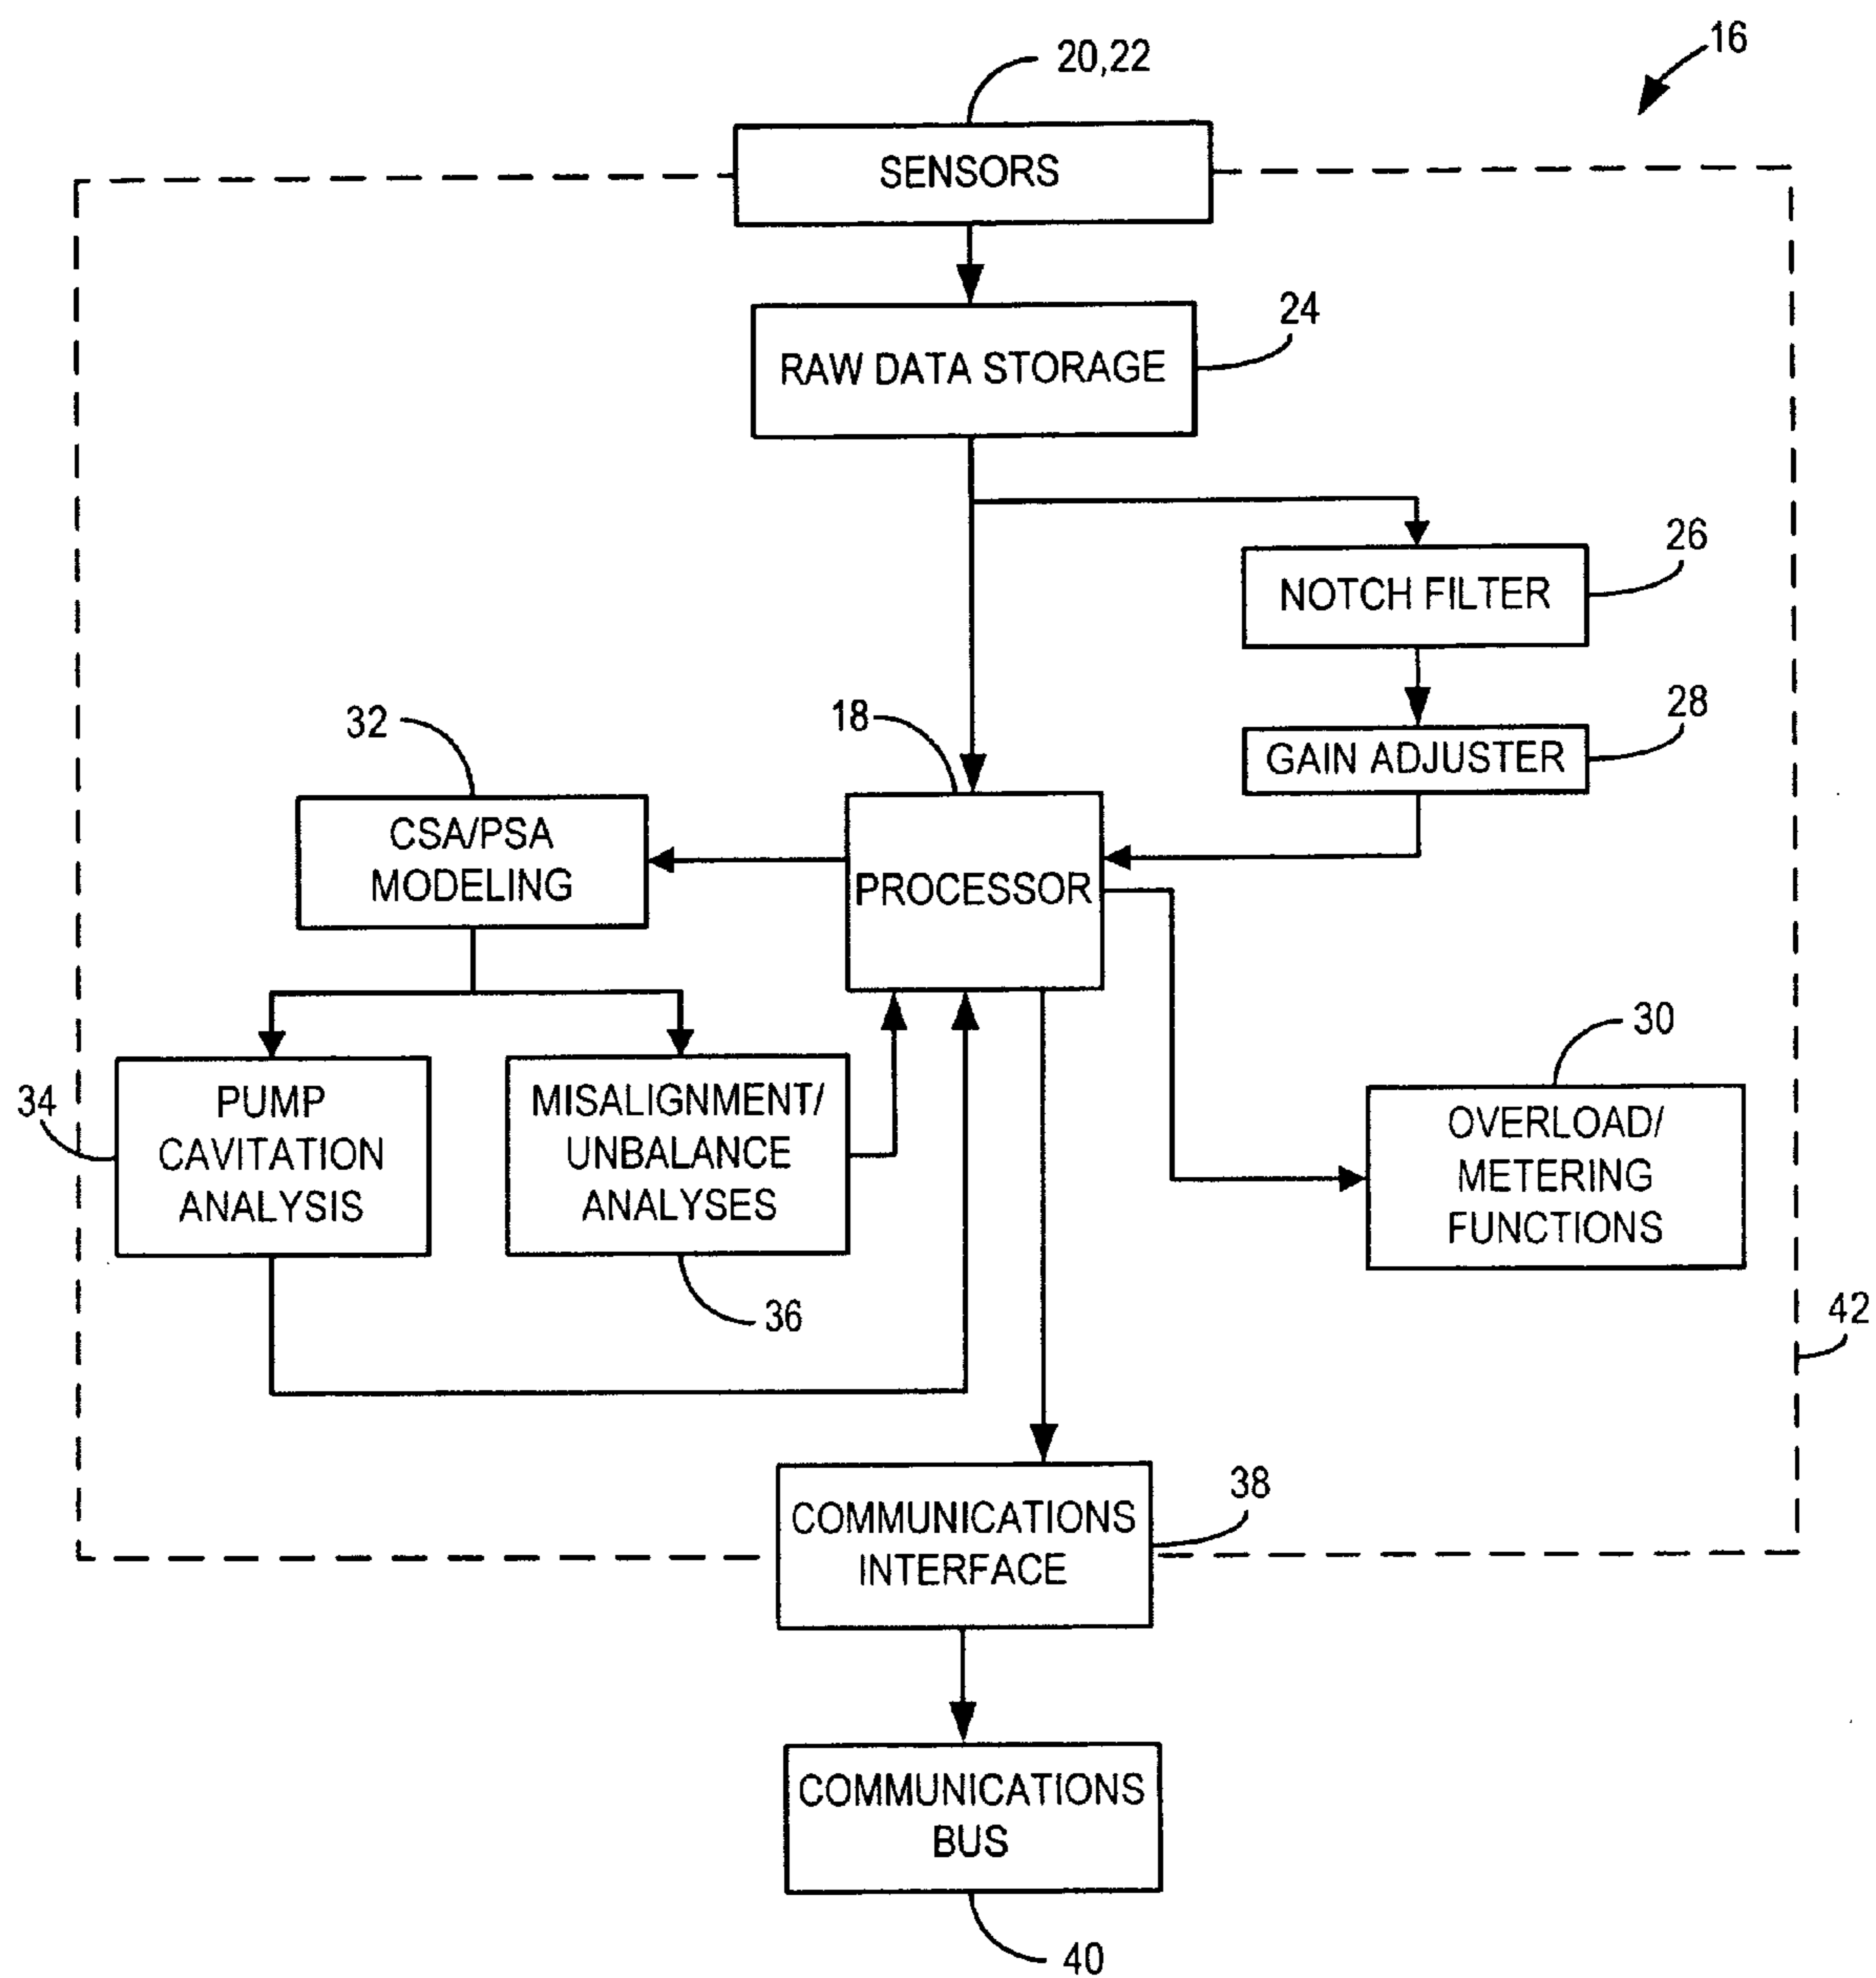 16
20,22
SENSORS
24
RAW DATA STORAGE
26
NOTCH FILTER
28
GAIN ADJUSTER
32
18
CSA/PSA
MODELING
PROCESSOR
30
34
PUMP
CAVITATION
ANALYSIS
MISALIGNMENT/
UNBALANCE
ANALYSES
OVERLOAD/
METERING
FUNCTIONS
36
42
38
COMMUNICATIONS
INTERFACE
COMMUNICATIONS
BUS
40